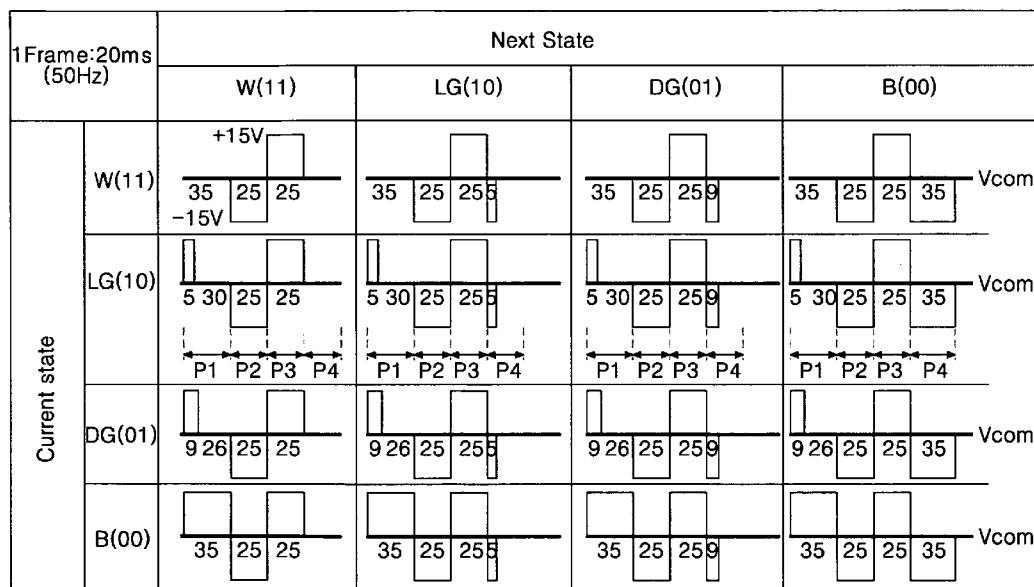 1Frame:20ms
(50Hz)
Next State
W(11) LG(10) DG(01) B(00)
Current state
W(11) +15V
35 25 25 35 25 25 5 35 25 25 9 35 25 25 35 Vcom
−15V
LG(10) Vcom
5 30 25 25 5 30 25 25 5 5 30 25 25 9 5 30 25 25 35
P1 P2 P3 P4 P1 P2 P3 P4 P1 P2 P3 P4 P1 P2 P3 P4
DG(01) Vcom
9 26 25 25 9 26 25 25 5 9 26 25 25 9 9 26 25 25 35
B(00) Vcom
35 25 25 35 25 25 5 35 25 25 9 35 25 25 35